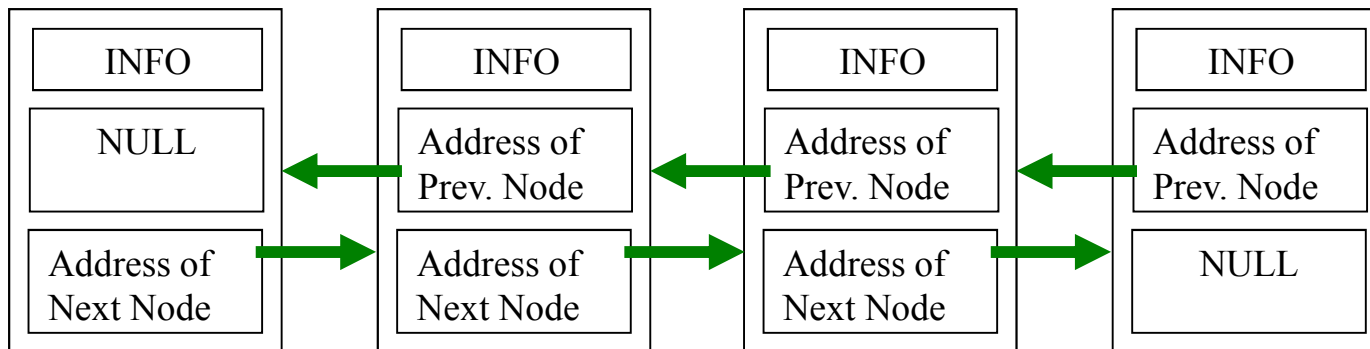 INFO
NULL
Address of
Next Node
INFO
Address of
Prev. Node
Address of
Next Node
INFO
Address of
Prev. Node
Address of
Next Node
INFO
Address of
Prev. Node
NULL